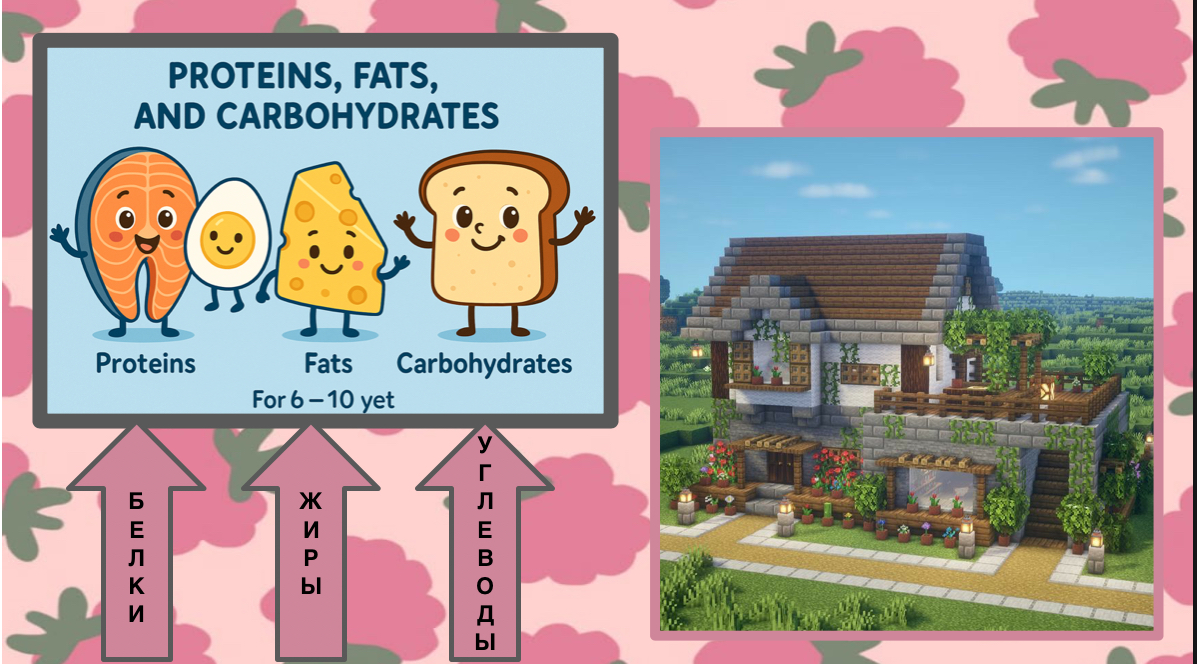 PROTEINS, FATS,
AND CARBOHYDRATES
Proteins
Fats
Carbohydrates
For 6 – 10 yet
БЕЛКИ
ЖИРЫ
УГЛЕВОДЫ